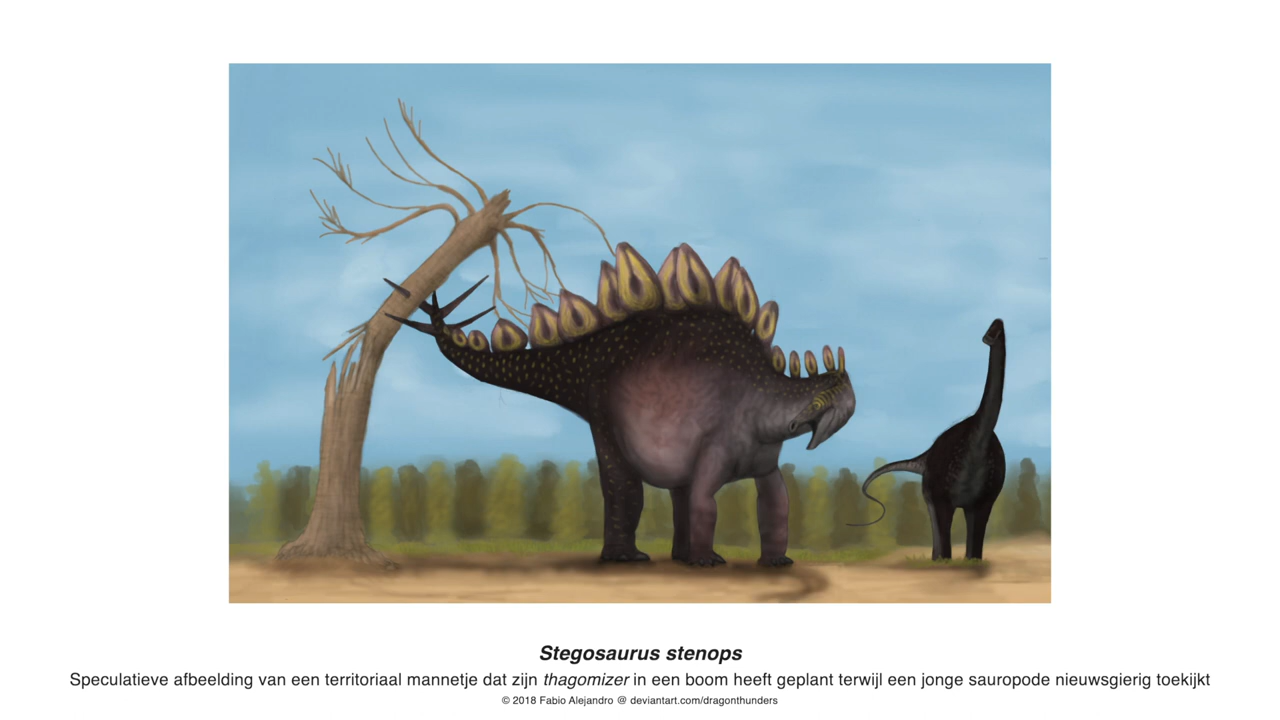 Stegosaurus stenops
Speculatieve afbeelding van een territoriaal mannetje dat zijn thagomizer in een boom heeft geplant terwijl een jonge sauropode nieuwsgierig toekijkt
© 2018 Fabio Alejandro @ deviantart.com/dragonthunders